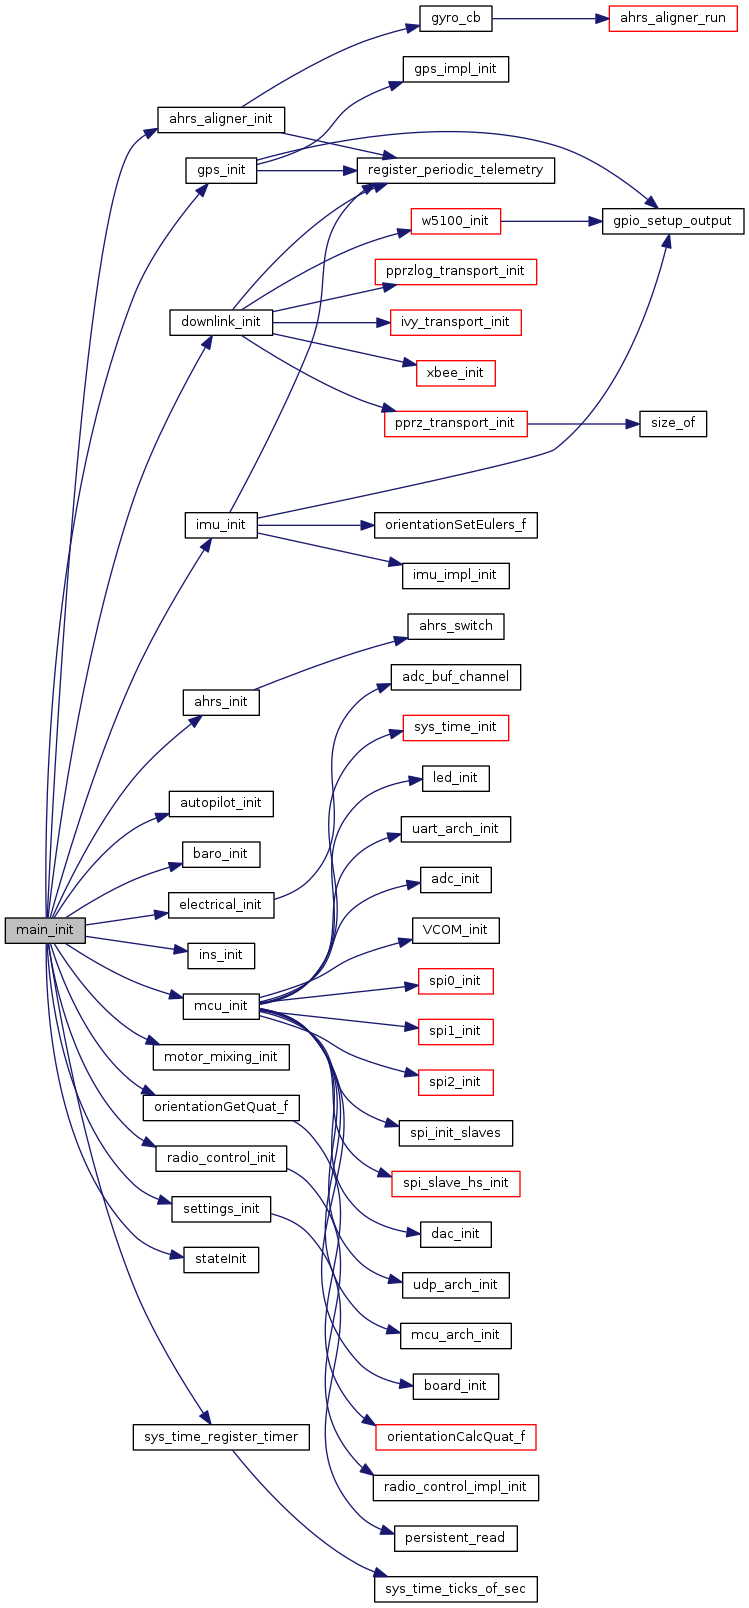 gyro_cb
ahrs_aligner_run
gps_impl_init
ahrs_aligner_init
gps_init
register_periodic_telemetry
w5100_init
gpio_setup_output
pprzlog_transport_init
downlink_init
ivy_transport_init
xbee_init
pprz_transport_init
size_of
imu_init
orientationSetEulers_f
imu_impl_init
ahrs_switch
adc_buf_channel
ahrs_init
sys_time_init
led_init
autopilot_init
uart_arch_init
baro_init
adc_init
electrical_init
main_init
VCOM_init
ins_init
spi0_init
mcu_init
spi1_init
motor_mixing_init
spi2_init
orientationGetQuat_f
spi_init_slaves
radio_control_init
spi_slave_hs_init
settings_init
dac_init
stateInit
udp_arch_init
mcu_arch_init
board_init
sys_time_register_timer
orientationCalcQuat_f
radio_control_impl_init
persistent_read
sys_time_ticks_of_sec